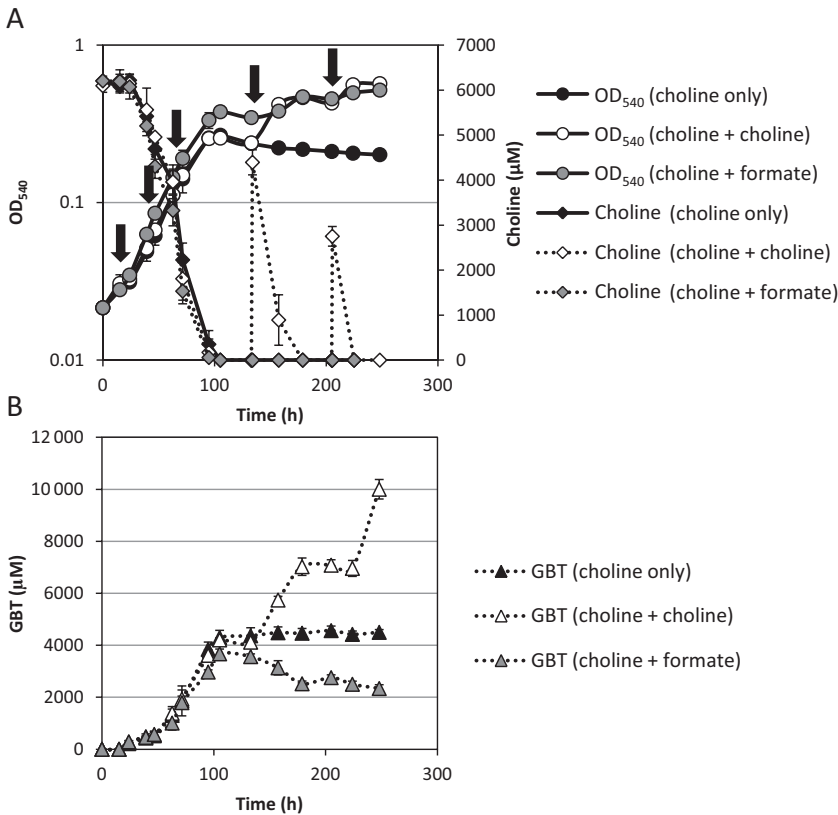 A
1
0.1
0.01
OD540
7000
6000
5000
4000
3000
2000
1000
0
Choline (µM)
0 100 200 300
Time (h)
OD540 (choline only)
OD540 (choline + choline)
OD540 (choline + formate)
Choline (choline only)
Choline (choline + choline)
Choline (choline + formate)
B
12 000
10 000
8000
6000
4000
2000
0
GBT (µM)
0 100 200 300
Time (h)
GBT (choline only)
GBT (choline + choline)
GBT (choline + formate)